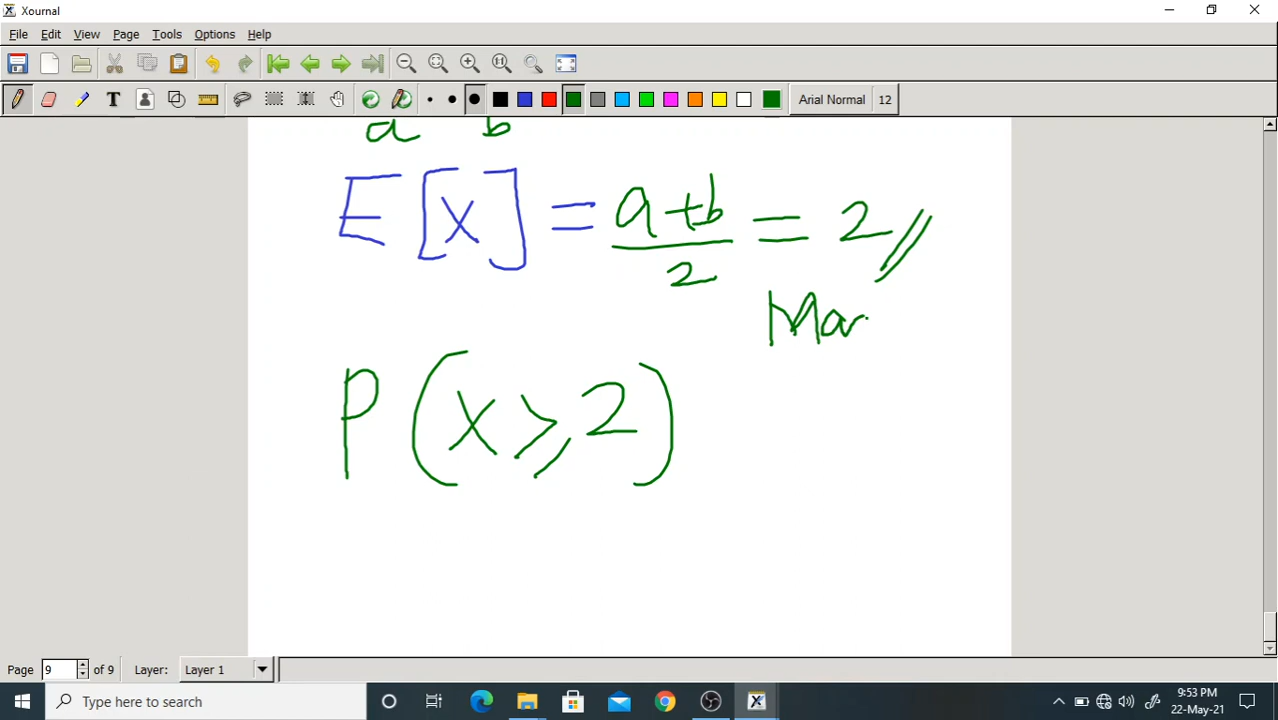 Xournal
File Edit View Page Tools Options Help
Arial Normal 12
a b
E[X] = a+b/2 = 2//
Mar
P(X ≥ 2)
Page 9 of 9 Layer: Layer 1
Type here to search
9:53 PM
22-May-21